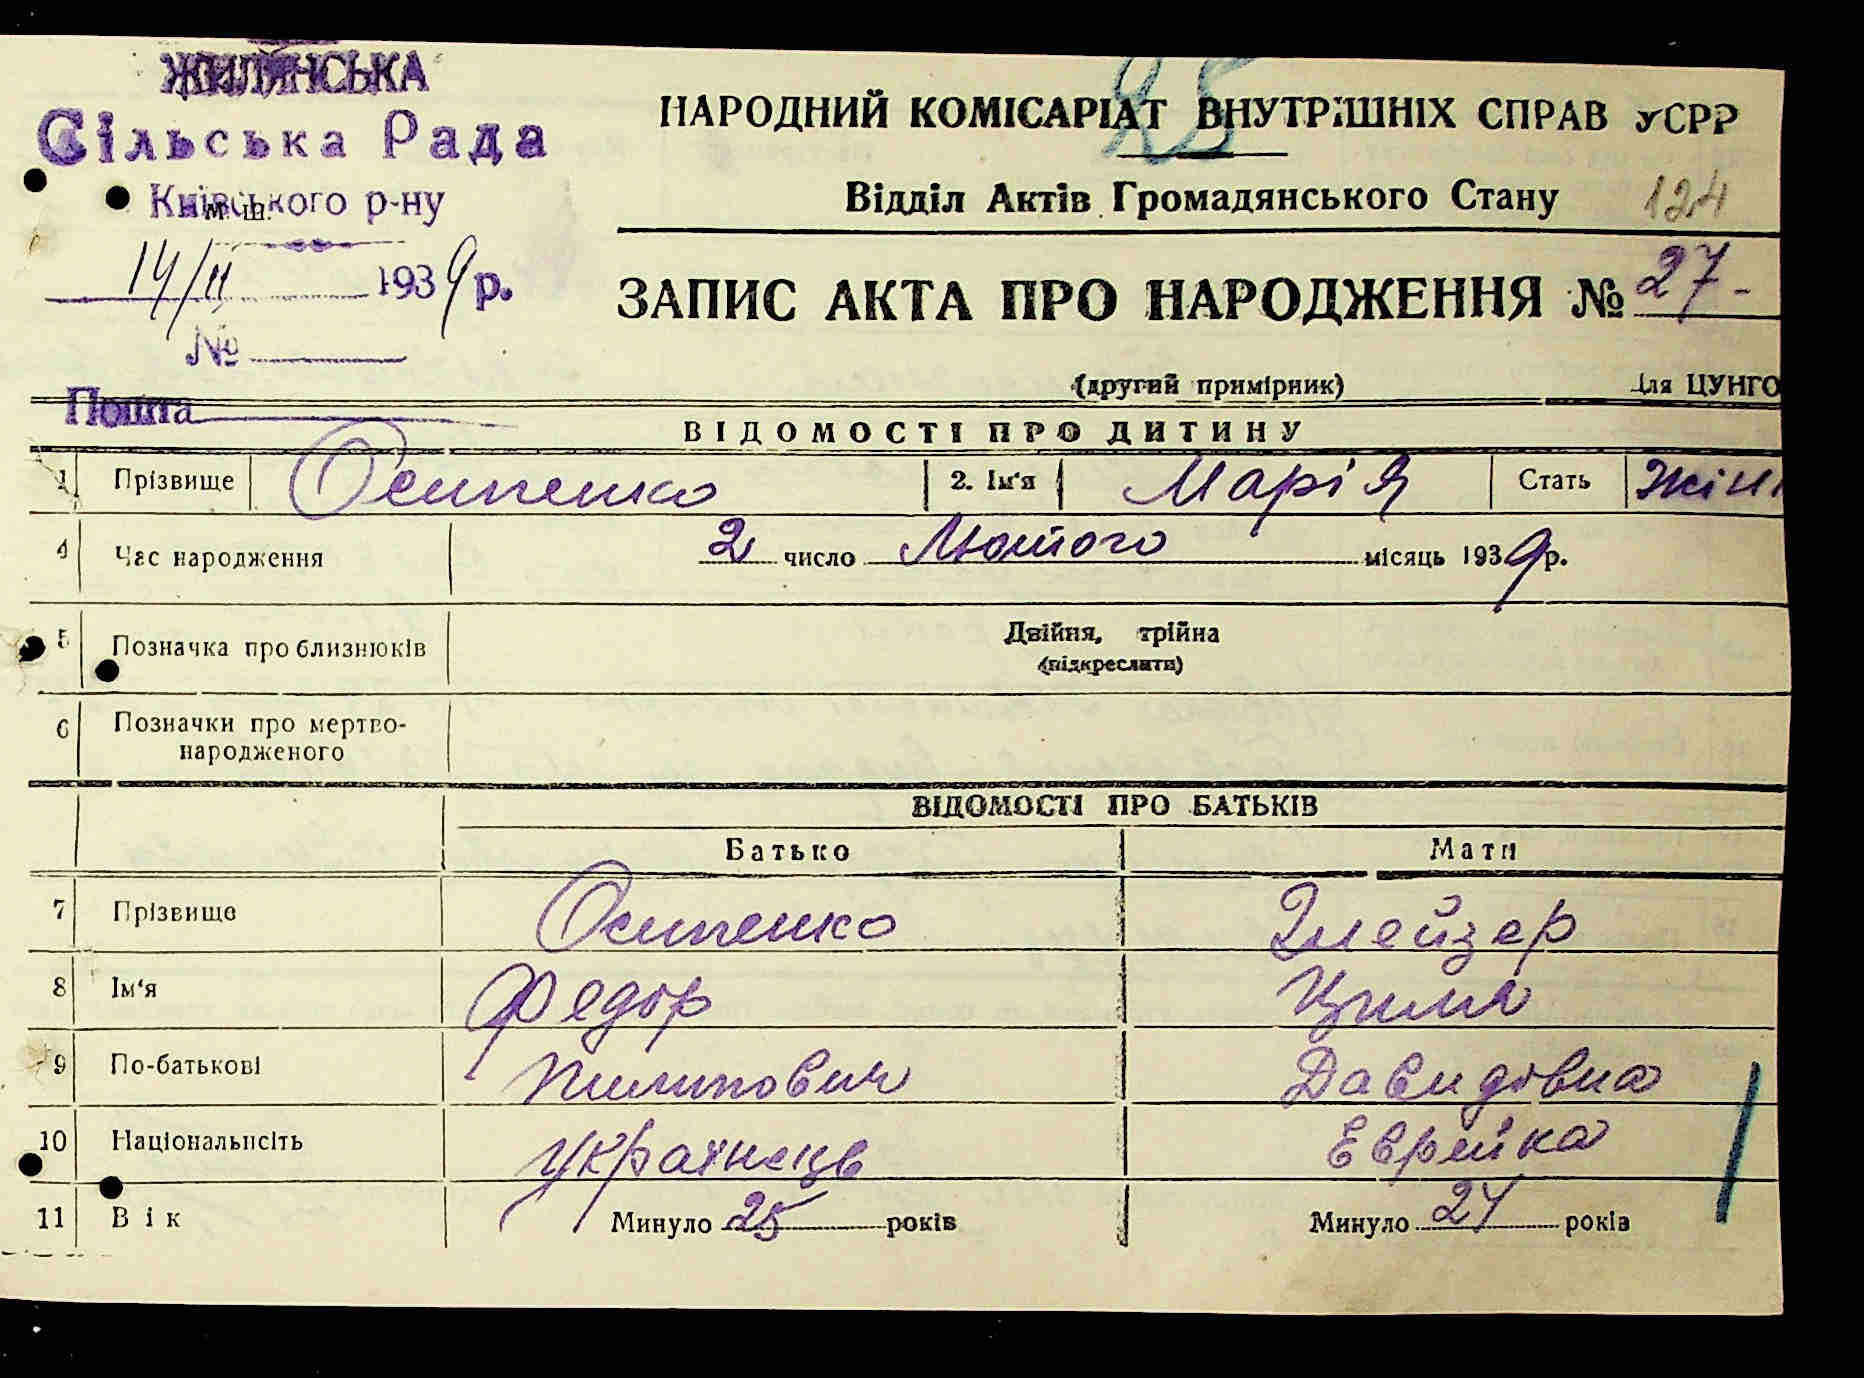 ЖИЛЯНСЬКА
Сільська Рада
Київського р-ну
м. ш.
14/II 1939 р.
№
Пошта
НАРОДНИЙ КОМІСАРІАТ ВНУТРІШНІХ СПРАВ УСРР
Відділ Актів Громадянського Стану 124
ЗАПИС АКТА ПРО НАРОДЖЕННЯ № 27-
(другий примірник) Для ЦУНГО
ВІДОМОСТІ ПРО ДИТИНУ
1 Прізвище Осипенко 2. Ім'я Марія Стать Жін
4 Час народження 2 число Лютого місяць 1939 р.
5 Позначка про близнюків Двійня, трійна
(підкреслити)
6 Позначки про мертво-
народженого
ВІДОМОСТІ ПРО БАТЬКІВ
Батько Мати
7 Прізвище Осипенко
8 Ім'я Федор Циля
9 По-батькові Пилипович Давидовна
10 Національність Українець Еврейка
11 Вік Минуло 25 років Минуло 24 років